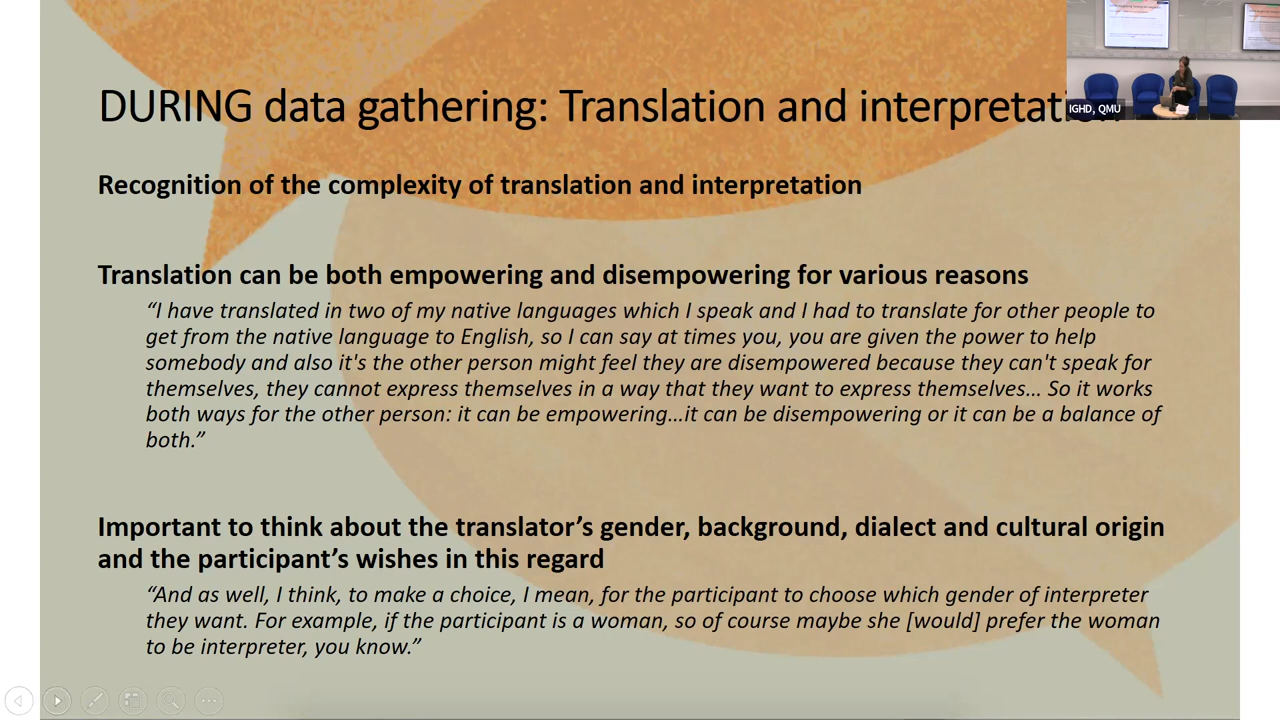 DURING data gathering: Translation and interpretation
IGHD, QMU
Recognition of the complexity of translation and interpretation
Translation can be both empowering and disempowering for various reasons
“I have translated in two of my native languages which I speak and I had to translate for other people to
get from the native language to English, so I can say at times you, you are given the power to help
somebody and also it's the other person might feel they are disempowered because they can't speak for
themselves, they cannot express themselves in a way that they want to express themselves… So it works
both ways for the other person: it can be empowering…it can be disempowering or it can be a balance of
both.”
Important to think about the translator’s gender, background, dialect and cultural origin
and the participant’s wishes in this regard
“And as well, I think, to make a choice, I mean, for the participant to choose which gender of interpreter
they want. For example, if the participant is a woman, so of course maybe she [would] prefer the woman
to be interpreter, you know.”